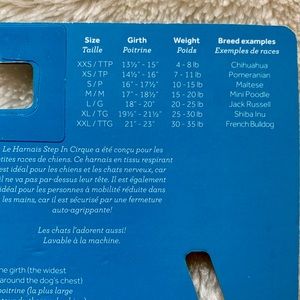 Size Girth Weight Breed examples
Taille Poitrine Poids Exemples de races
XXS / TTP 13½" - 15" 4 - 8 lb Chihuahua
XS / TP 14½" - 16" 7 - 11 lb Pomeranian
S / P 16" - 17½" 10 - 15 lb Maltese
M / M 17" - 18½" 15 - 20 lb Mini Poodle
L / G 18" - 20" 20 - 25 lb Jack Russell
XL / TG 19½" - 21½" 25 - 30 lb Shiba Inu
XXL / TTG 21" - 23" 30 - 35 lb French Bulldog
Le Harnais Step In Cirque a été conçu pour les
petites races de chiens. Ce harnais en tissu respirant
est idéal pour les chiens et les chats nerveux, car
il ne va pas par-dessus leur tête. Il est également
idéal pour les personnes à mobilité réduite dans
les mains, car il est sécurisé par une fermeture
auto-agrippante!
Les chats l'adorent aussi!
Lavable à la machine.
he girth (the widest
around the dog's chest)
poitrine (la plus large